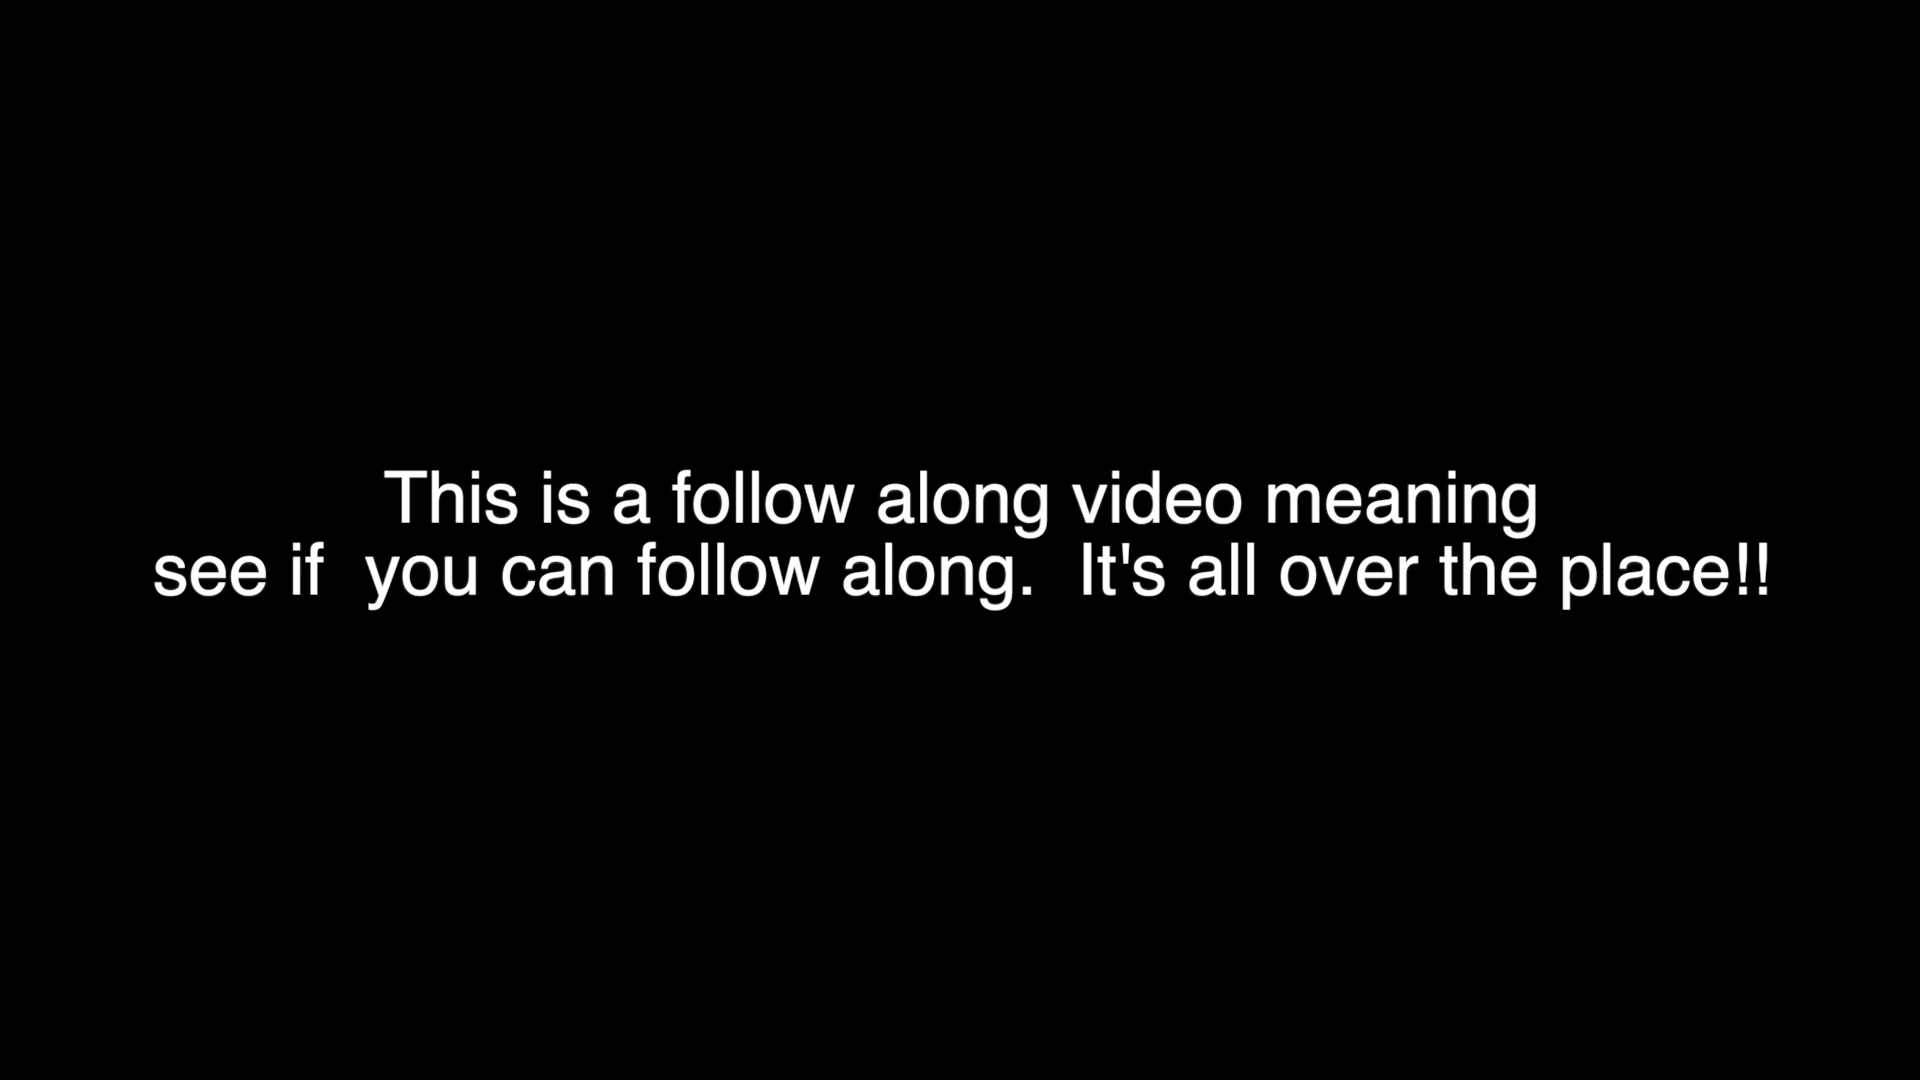 This is a follow along video meaning
see if  you can follow along.  It's all over the place!!